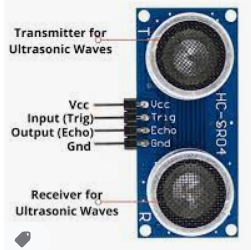 Transmitter for
Ultrasonic Waves
T
HC-SR04
Vcc
Vcc
Input (Trig)
Trig
Output (Echo)
Echo
Gnd
Gnd
Receiver for
Ultrasonic Waves
R